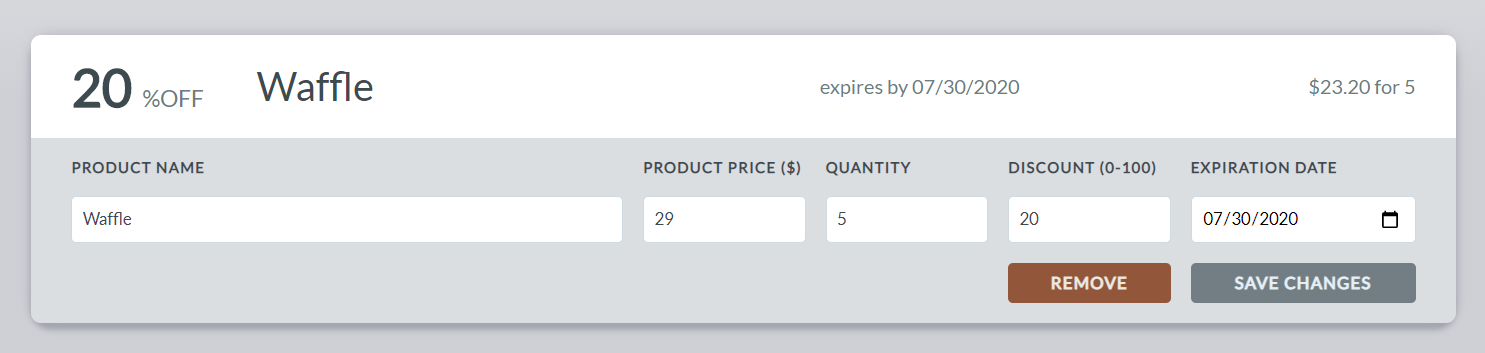 20 %OFF Waffle expires by 07/30/2020 $23.20 for 5
PRODUCT NAME PRODUCT PRICE ($) QUANTITY DISCOUNT (0-100) EXPIRATION DATE
Waffle 29 5 20 07/30/2020
REMOVE SAVE CHANGES